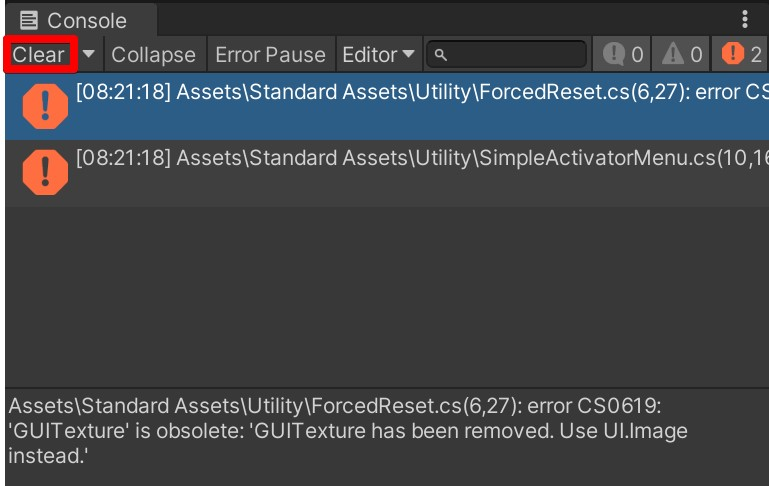 Console
Clear Collapse Error Pause Editor 0 0 2
[08:21:18] Assets\Standard Assets\Utility\ForcedReset.cs(6,27): error CS
[08:21:18] Assets\Standard Assets\Utility\SimpleActivatorMenu.cs(10,16
Assets\Standard Assets\Utility\ForcedReset.cs(6,27): error CS0619:
'GUITexture' is obsolete: 'GUITexture has been removed. Use UI.Image
instead.'